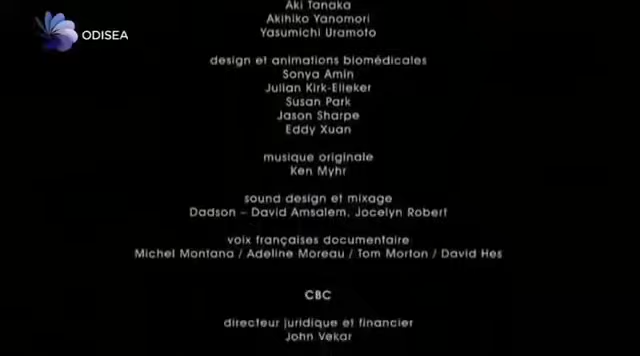 ODISEA
Aki Tanaka
Akihiko Yanomori
Yasumichi Uramoto
design et animations biomédicales
Sonya Amin
Julian Kirk-Elleker
Susan Park
Jason Sharpe
Eddy Xuan
musique originale
Ken Myhr
sound design et mixage
Dadson – David Amsalem, Jocelyn Robert
voix françaises documentaire
Michel Montana / Adeline Moreau / Tom Morton / David Hes
CBC
directeur juridique et financier
John Vekar